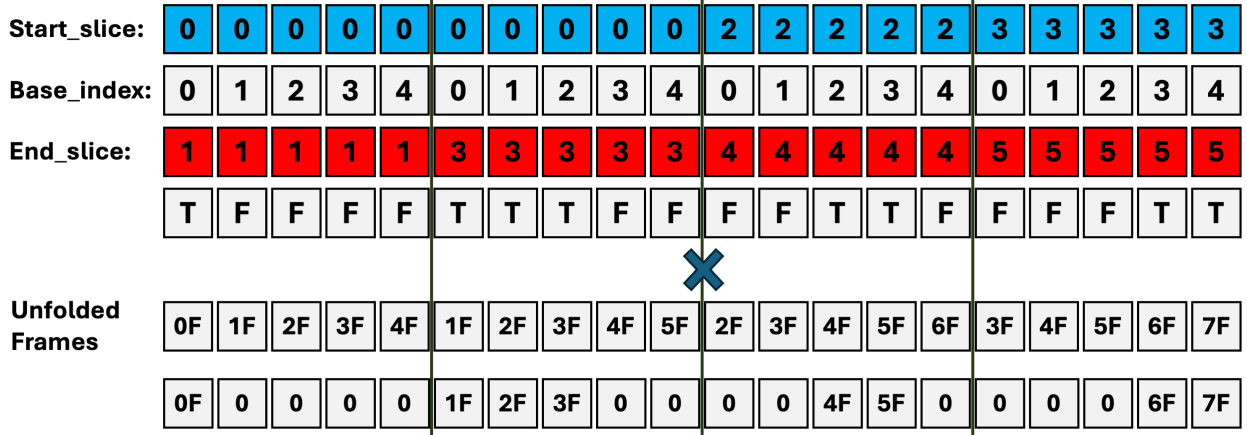 Start_slice: 0 0 0 0 0 0 0 0 0 0 2 2 2 2 2 3 3 3 3 3
Base_index: 0 1 2 3 4 0 1 2 3 4 0 1 2 3 4 0 1 2 3 4
End_slice: 1 1 1 1 1 3 3 3 3 3 4 4 4 4 4 5 5 5 5 5
T F F F F T T T F F F F T T F F F F T T
Unfolded
Frames
0F 1F 2F 3F 4F 1F 2F 3F 4F 5F 2F 3F 4F 5F 6F 3F 4F 5F 6F 7F
0F 0 0 0 0 1F 2F 3F 0 0 0 0 4F 5F 0 0 0 0 6F 7F